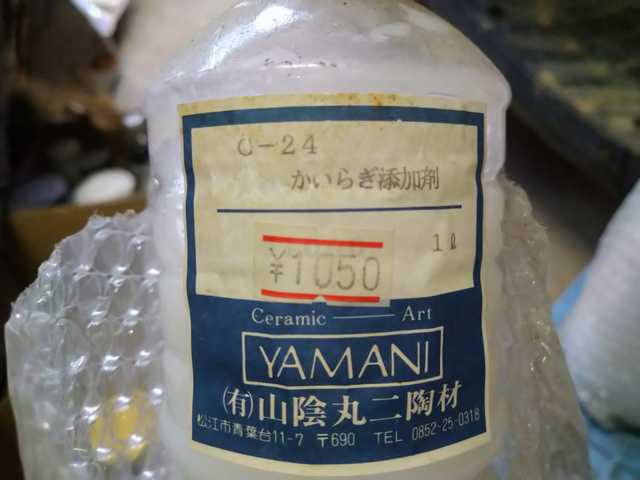 C-24
かいらぎ添加剤
¥1050
1ℓ
Ceramic — Art
YAMANI
(有)山陰丸二陶材
松江市青葉台11-7 〒690 TEL 0852-25-0318